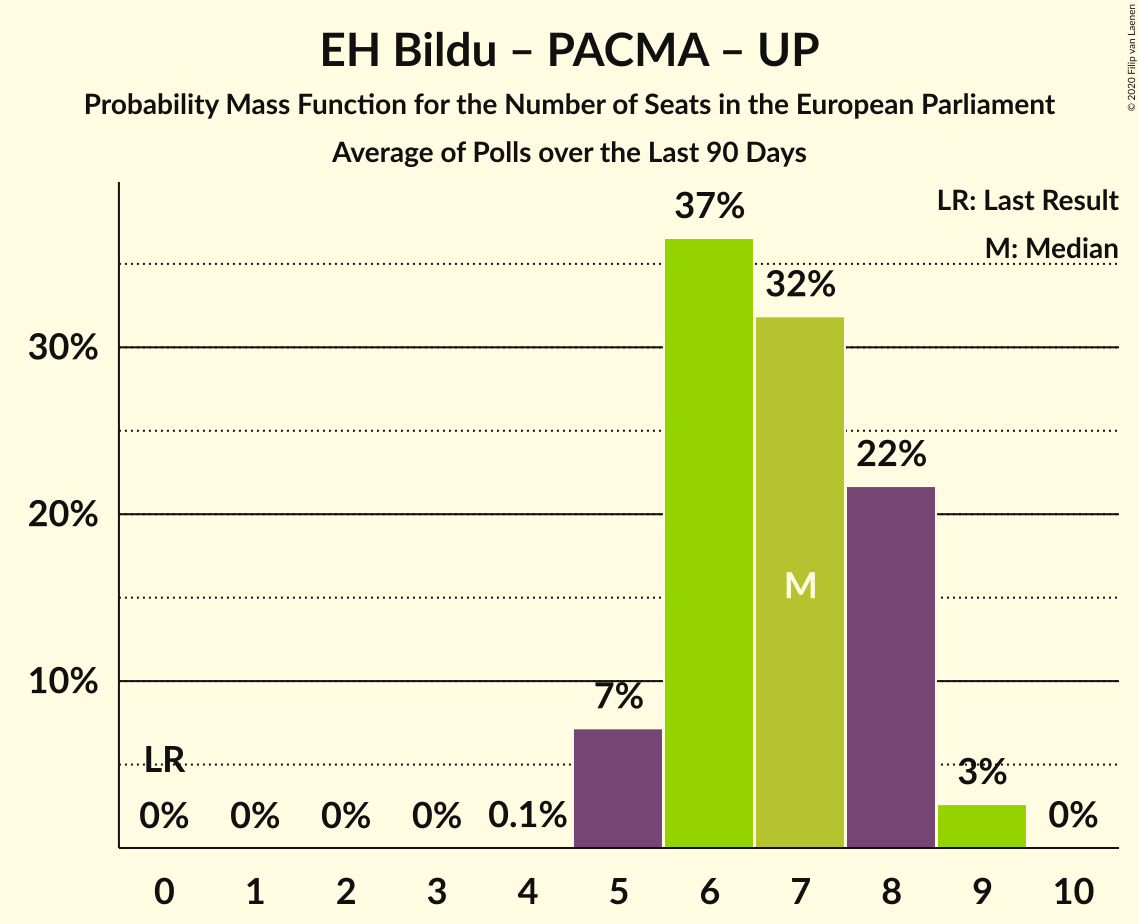 EH Bildu – PACMA – UP
Probability Mass Function for the Number of Seats in the European Parliament
Average of Polls over the Last 90 Days
© 2020 Filip van Laenen
LR: Last Result
M: Median
37%
32%
30%
22%
20%
M
10%
7%
LR
3%
0% 0% 0% 0% 0.1% 0%
0 1 2 3 4 5 6 7 8 9 10